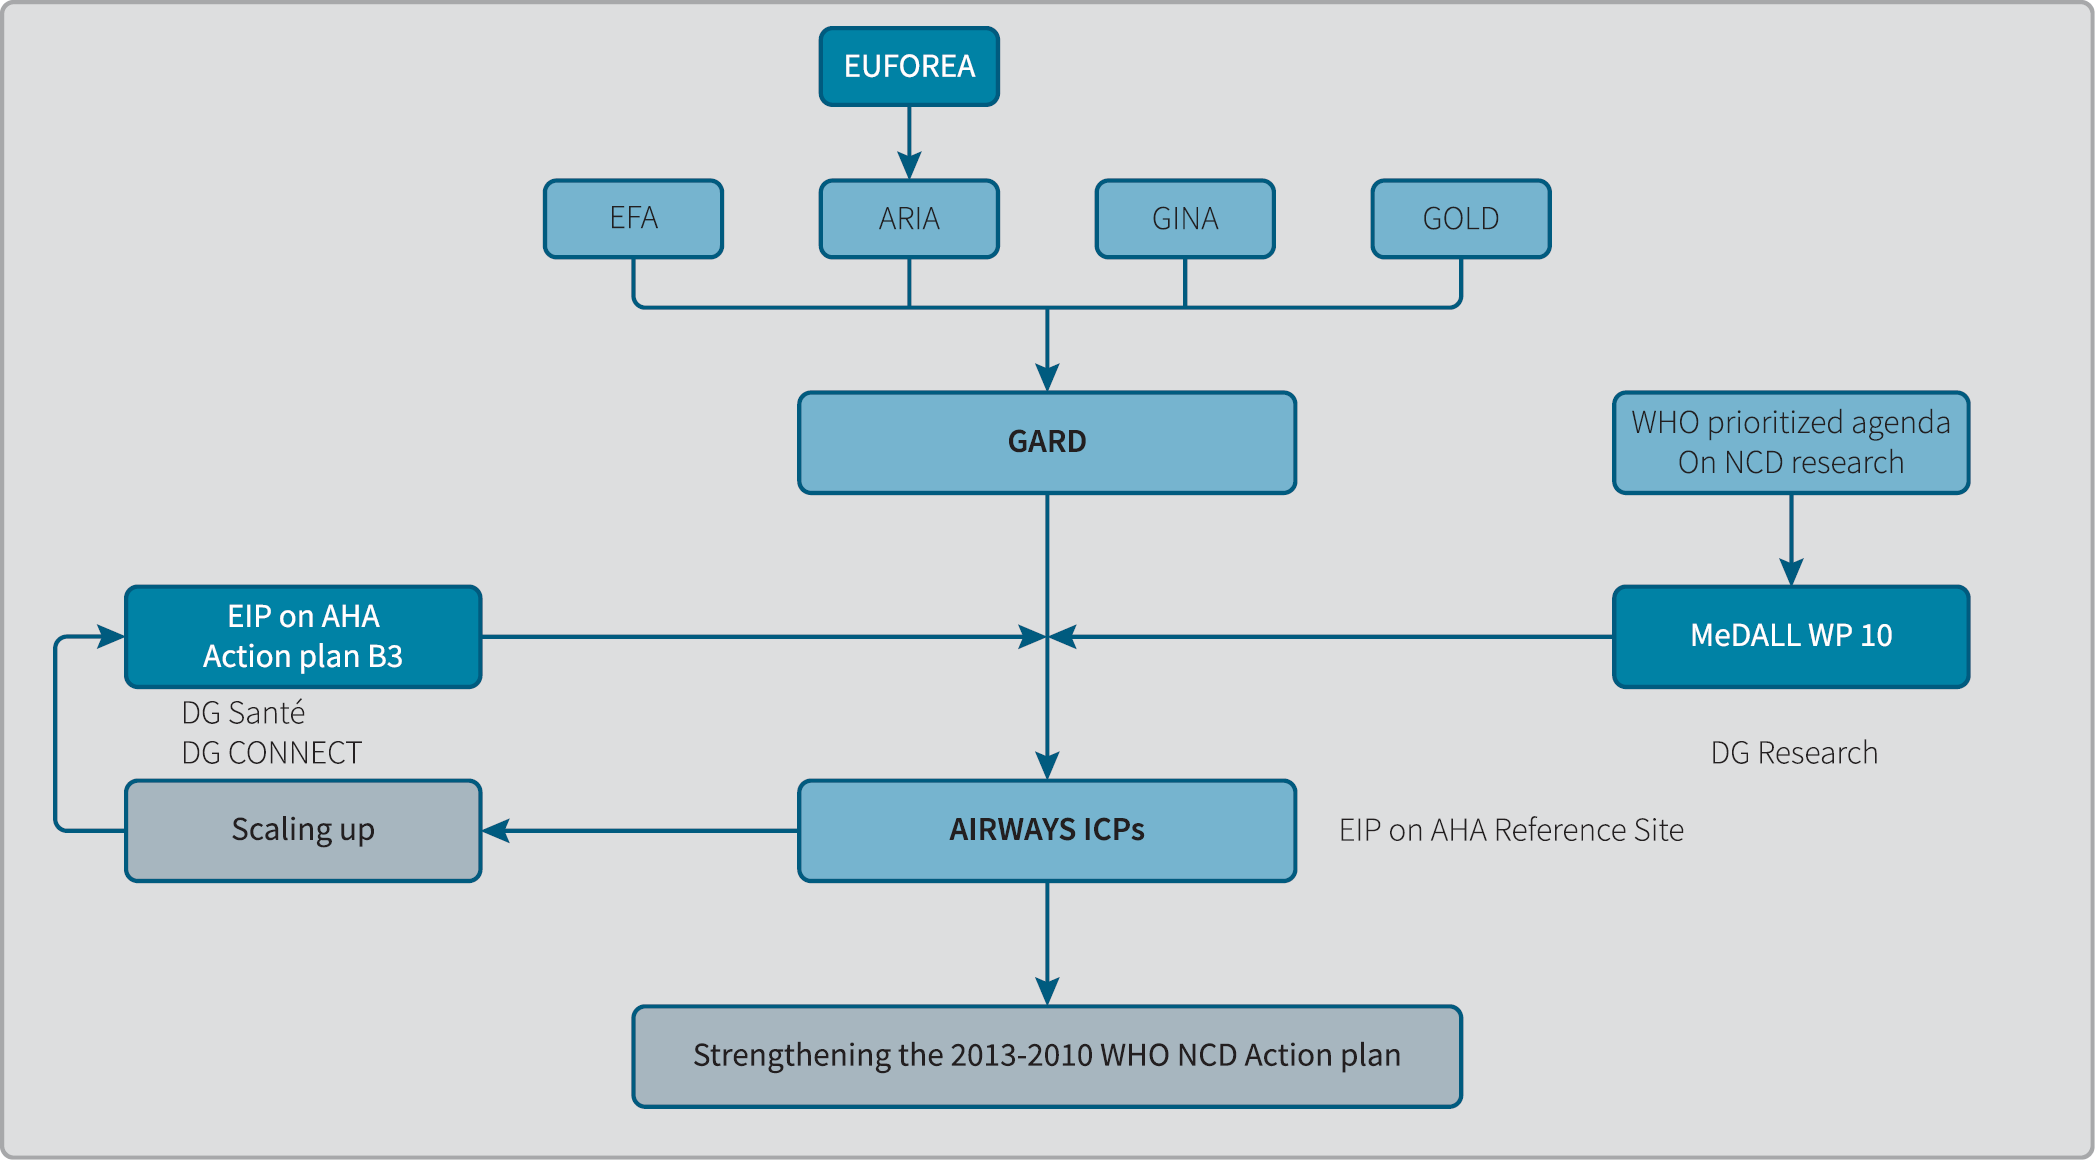 EUFOREA
EFA
ARIA
GINA
GOLD
GARD
WHO prioritized agenda
On NCD research
EIP on AHA
Action plan B3
MeDALL WP 10
DG Santé
DG CONNECT
DG Research
Scaling up
AIRWAYS ICPs
EIP on AHA Reference Site
Strengthening the 2013-2010 WHO NCD Action plan